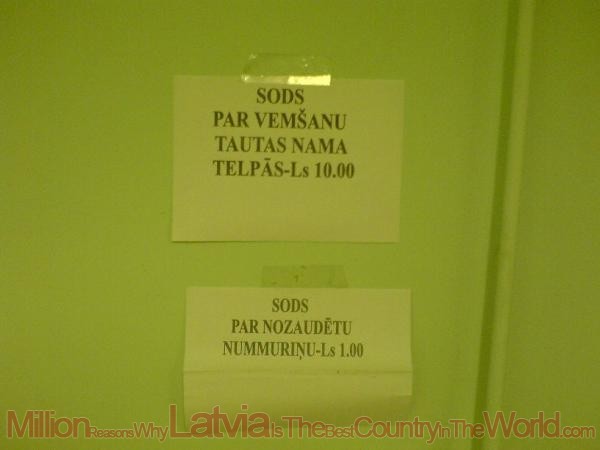 SODS
PAR VEMŠANU
TAUTAS NAMA
TELPĀS-Ls 10.00
SODS
PAR NOZAUDĒTU
NUMMURIŅU-Ls 1.00
MillionReasonsWhyLatviaIsTheBestCountryInTheWorld.com